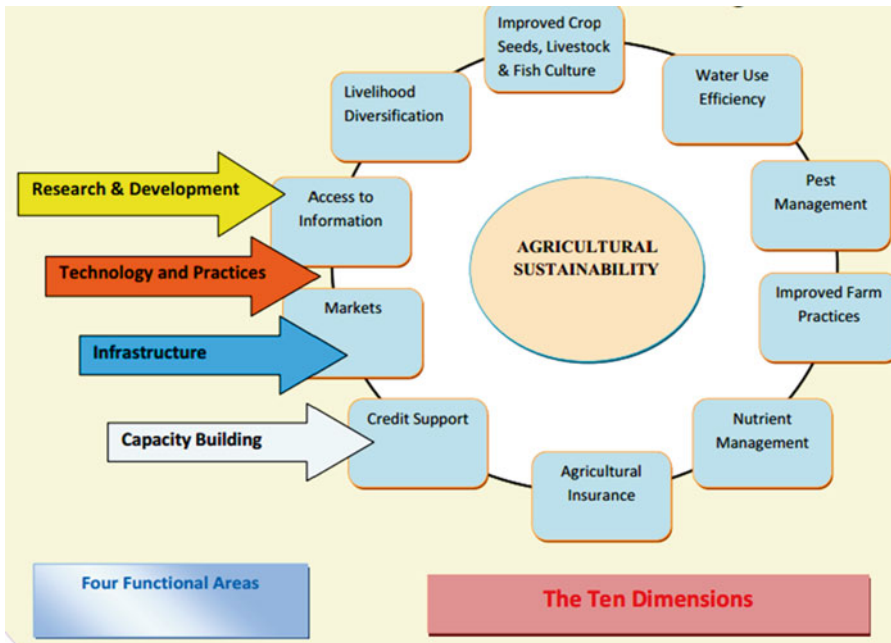 Improved Crop
Seeds, Livestock
& Fish Culture
Water Use
Efficiency
Pest
Management
Improved Farm
Practices
Nutrient
Management
Agricultural
Insurance
Credit Support
Markets
Access to
Information
Livelihood
Diversification
AGRICULTURAL
SUSTAINABILITY
Research & Development
Technology and Practices
Infrastructure
Capacity Building
Four Functional Areas
The Ten Dimensions